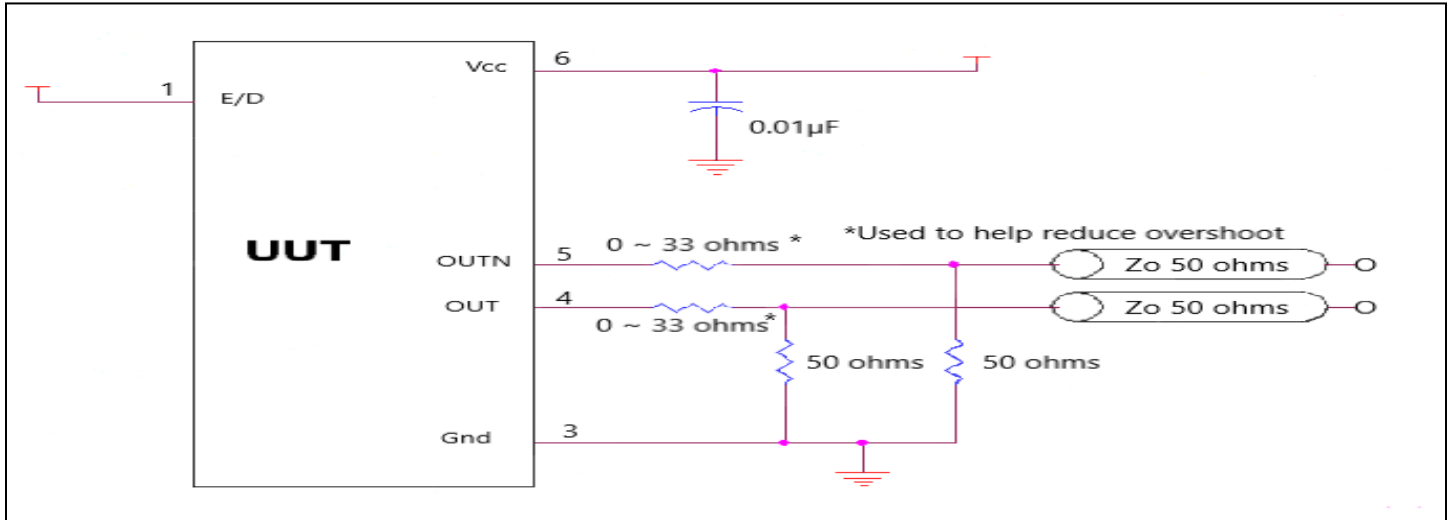 Vcc
6
1
E/D
0.01µF
UUT
0 ~ 33 ohms *
*Used to help reduce overshoot
OUTN
5
Zo 50 ohms
OUT
4
Zo 50 ohms
0 ~ 33 ohms*
50 ohms
50 ohms
Gnd
3